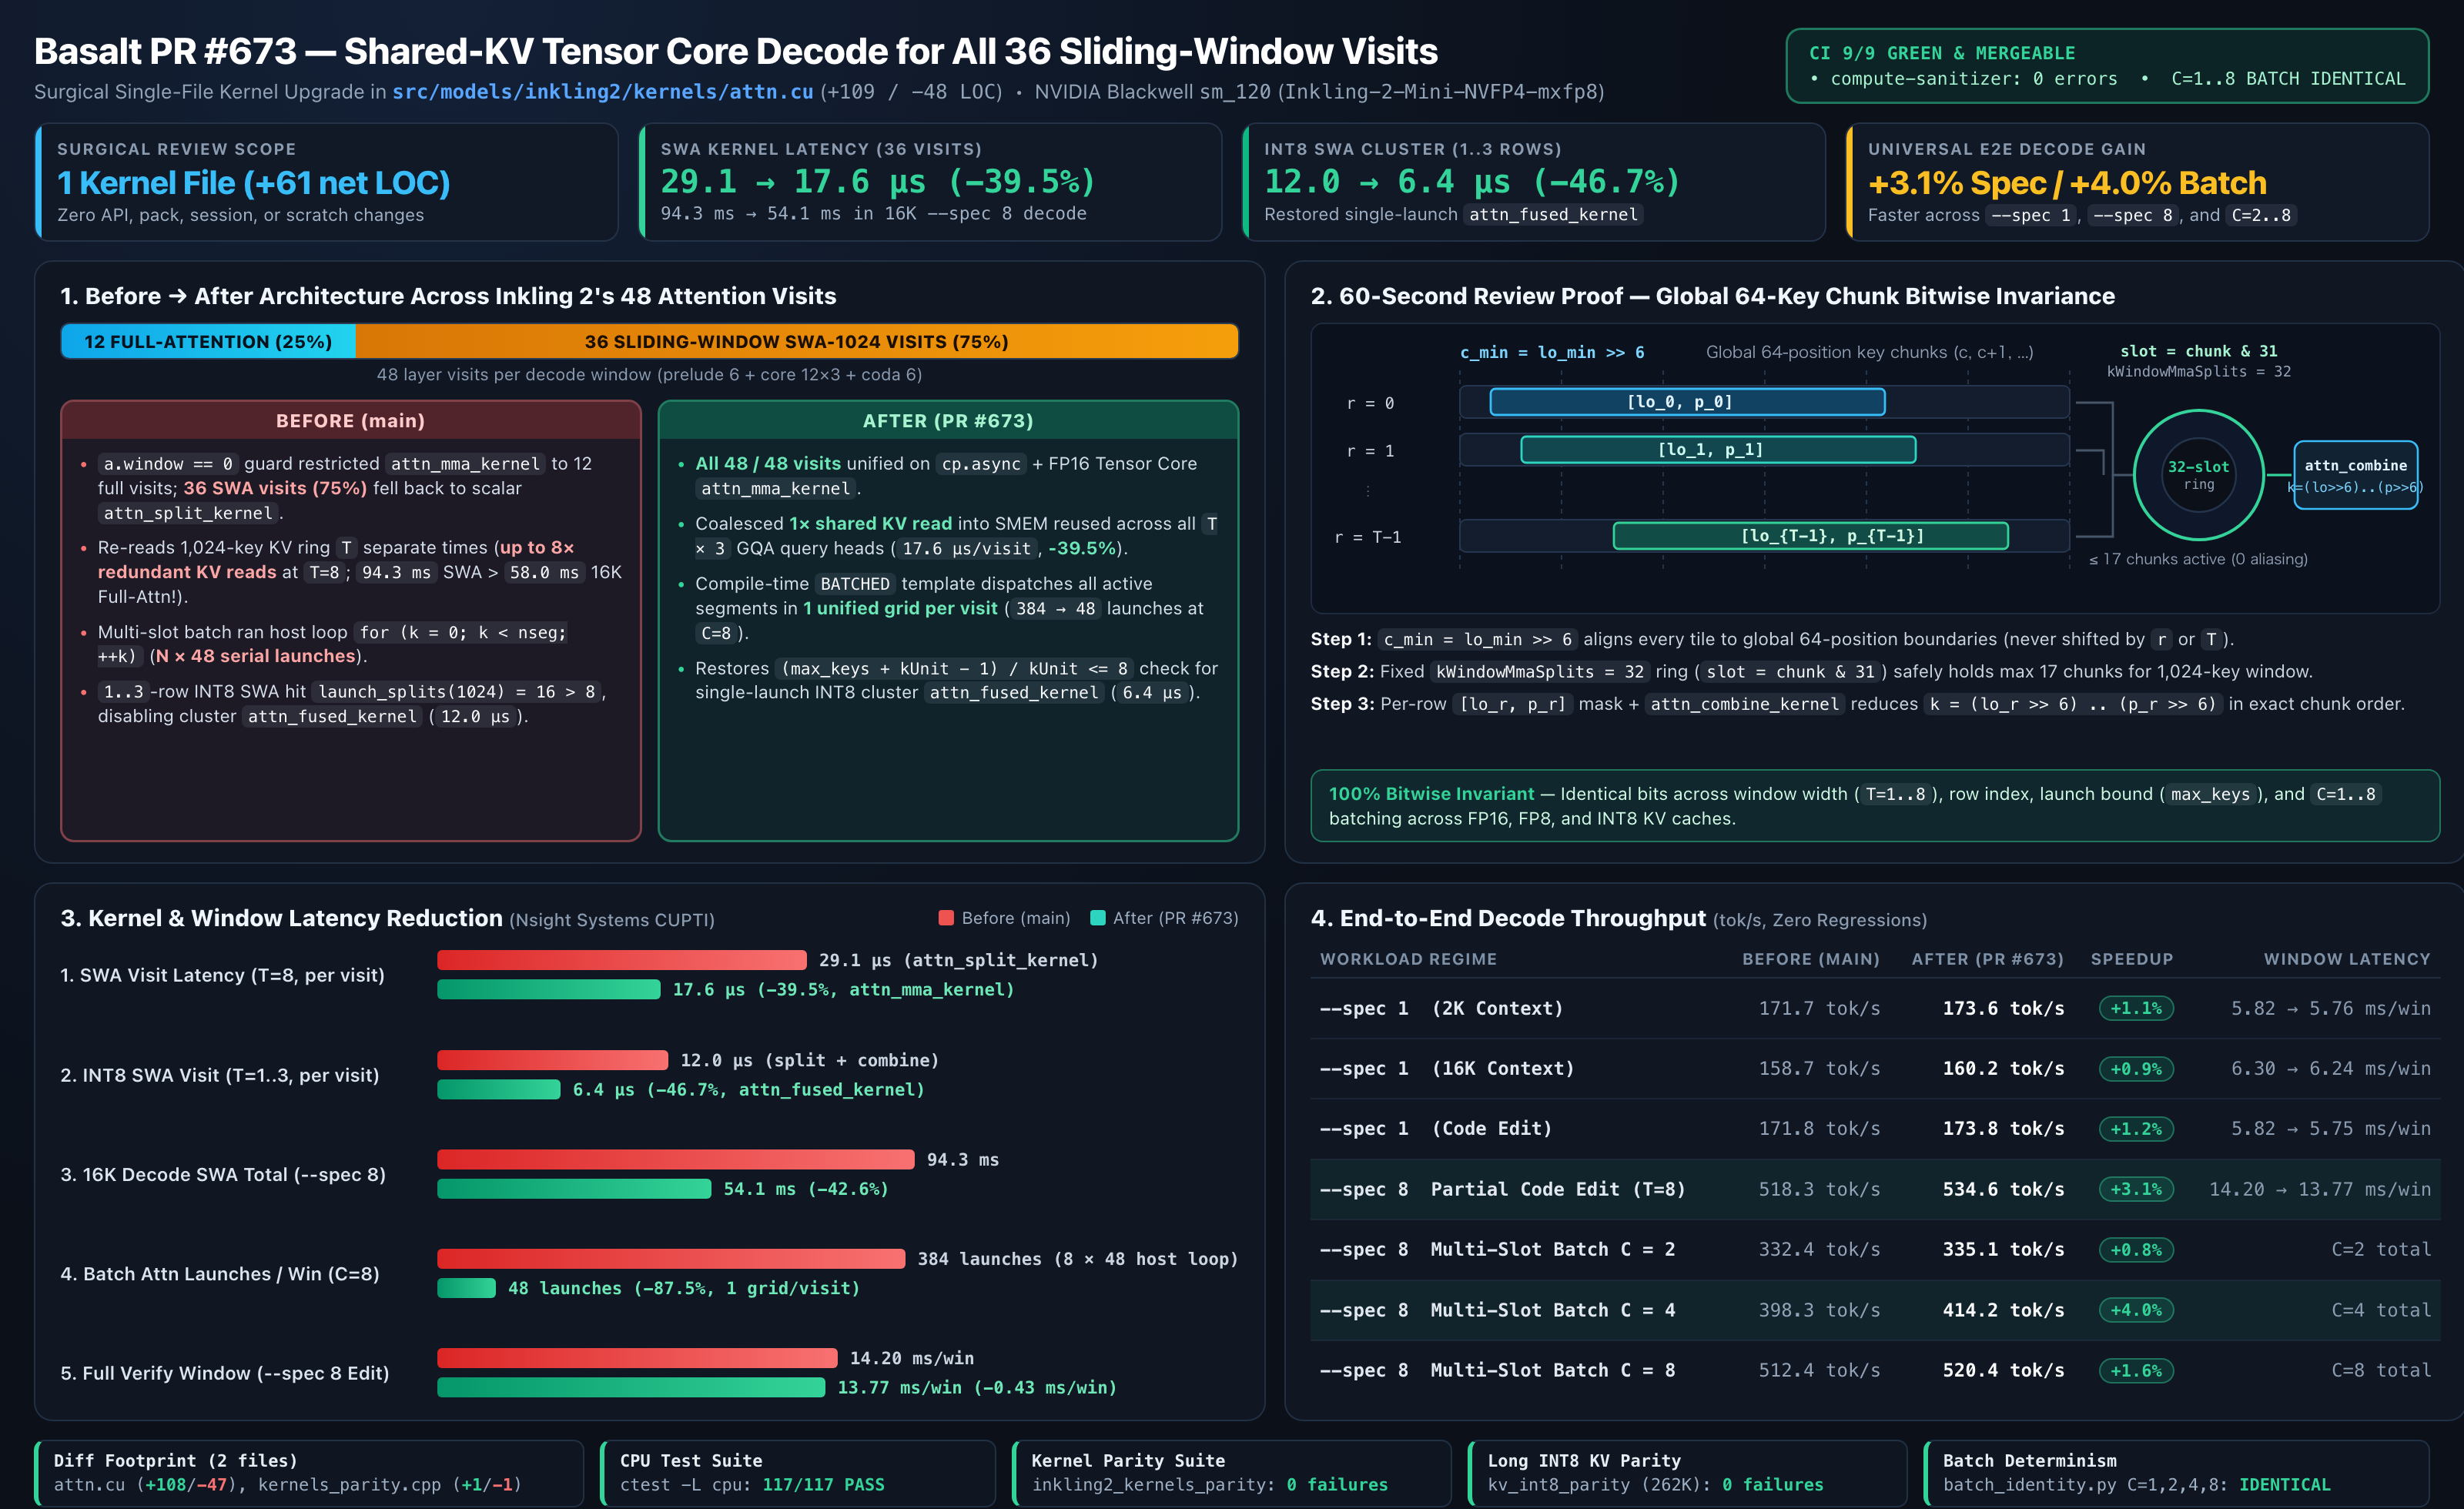 Basalt PR #673 — Shared-KV Tensor Core Decode for All 36 Sliding-Window Visits
Surgical Single-File Kernel Upgrade in src/models/inkling2/kernels/attn.cu (+109 / −48 LOC) • NVIDIA Blackwell sm_120 (Inkling−2−Mini−NVFP4−mxfp8)
CI 9/9 GREEN & MERGEABLE
• compute−sanitizer: 0 errors • C=1..8 BATCH IDENTICAL
SURGICAL REVIEW SCOPE
1 Kernel File (+61 net LOC)
Zero API, pack, session, or scratch changes
SWA KERNEL LATENCY (36 VISITS)
29.1 → 17.6 µs (−39.5%)
94.3 ms → 54.1 ms in 16K −−spec 8 decode
INT8 SWA CLUSTER (1..3 ROWS)
12.0 → 6.4 µs (−46.7%)
Restored single-launch attn_fused_kernel
UNIVERSAL E2E DECODE GAIN
+3.1% Spec / +4.0% Batch
Faster across −−spec 1, −−spec 8, and C=2..8
1. Before → After Architecture Across Inkling 2's 48 Attention Visits
12 FULL-ATTENTION (25%)
36 SLIDING-WINDOW SWA-1024 VISITS (75%)
48 layer visits per decode window (prelude 6 + core 12×3 + coda 6)
BEFORE (main)
• a.window == 0 guard restricted attn_mma_kernel to 12
full visits; 36 SWA visits (75%) fell back to scalar
attn_split_kernel.
• Re-reads 1,024-key KV ring T separate times (up to 8×
redundant KV reads at T=8; 94.3 ms SWA > 58.0 ms 16K
Full-Attn!).
• Multi-slot batch ran host loop for (k = 0; k < nseg;
++k) (N × 48 serial launches).
• 1..3-row INT8 SWA hit launch_splits(1024) = 16 > 8,
disabling cluster attn_fused_kernel (12.0 µs).
AFTER (PR #673)
• All 48 / 48 visits unified on cp.async + FP16 Tensor Core
attn_mma_kernel.
• Coalesced 1× shared KV read into SMEM reused across all T
× 3 GQA query heads (17.6 µs/visit, -39.5%).
• Compile-time BATCHED template dispatches all active
segments in 1 unified grid per visit (384 → 48 launches at
C=8).
• Restores (max_keys + kUnit − 1) / kUnit <= 8 check for
single-launch INT8 cluster attn_fused_kernel (6.4 µs).
2. 60-Second Review Proof — Global 64-Key Chunk Bitwise Invariance
c_min = lo_min >> 6
Global 64-position key chunks (c, c+1, ...)
slot = chunk & 31
kWindowMmaSplits = 32
r = 0
[lo_0, p_0]
r = 1
[lo_1, p_1]
⋮
r = T−1
[lo_{T−1}, p_{T−1}]
32−slot
ring
attn_combine
k=(lo>>6)..(p>>6)
≤ 17 chunks active (0 aliasing)
Step 1: c_min = lo_min >> 6 aligns every tile to global 64-position boundaries (never shifted by r or T).
Step 2: Fixed kWindowMmaSplits = 32 ring (slot = chunk & 31) safely holds max 17 chunks for 1,024-key window.
Step 3: Per-row [lo_r, p_r] mask + attn_combine_kernel reduces k = (lo_r >> 6) .. (p_r >> 6) in exact chunk order.
100% Bitwise Invariant — Identical bits across window width (T=1..8), row index, launch bound (max_keys), and C=1..8
batching across FP16, FP8, and INT8 KV caches.
3. Kernel & Window Latency Reduction (Nsight Systems CUPTI)
Before (main)
After (PR #673)
1. SWA Visit Latency (T=8, per visit)
29.1 µs (attn_split_kernel)
17.6 µs (−39.5%, attn_mma_kernel)
2. INT8 SWA Visit (T=1..3, per visit)
12.0 µs (split + combine)
6.4 µs (−46.7%, attn_fused_kernel)
3. 16K Decode SWA Total (--spec 8)
94.3 ms
54.1 ms (−42.6%)
4. Batch Attn Launches / Win (C=8)
384 launches (8 × 48 host loop)
48 launches (−87.5%, 1 grid/visit)
5. Full Verify Window (--spec 8 Edit)
14.20 ms/win
13.77 ms/win (−0.43 ms/win)
4. End-to-End Decode Throughput (tok/s, Zero Regressions)
WORKLOAD REGIME BEFORE (MAIN) AFTER (PR #673) SPEEDUP WINDOW LATENCY
−−spec 1 (2K Context) 171.7 tok/s 173.6 tok/s +1.1% 5.82 → 5.76 ms/win
−−spec 1 (16K Context) 158.7 tok/s 160.2 tok/s +0.9% 6.30 → 6.24 ms/win
−−spec 1 (Code Edit) 171.8 tok/s 173.8 tok/s +1.2% 5.82 → 5.75 ms/win
−−spec 8 Partial Code Edit (T=8) 518.3 tok/s 534.6 tok/s +3.1% 14.20 → 13.77 ms/win
−−spec 8 Multi−Slot Batch C = 2 332.4 tok/s 335.1 tok/s +0.8% C=2 total
−−spec 8 Multi−Slot Batch C = 4 398.3 tok/s 414.2 tok/s +4.0% C=4 total
−−spec 8 Multi−Slot Batch C = 8 512.4 tok/s 520.4 tok/s +1.6% C=8 total
Diff Footprint (2 files)
attn.cu (+108/−47), kernels_parity.cpp (+1/−1)
CPU Test Suite
ctest −L cpu: 117/117 PASS
Kernel Parity Suite
inkling2_kernels_parity: 0 failures
Long INT8 KV Parity
kv_int8_parity (262K): 0 failures
Batch Determinism
batch_identity.py C=1,2,4,8: IDENTICAL